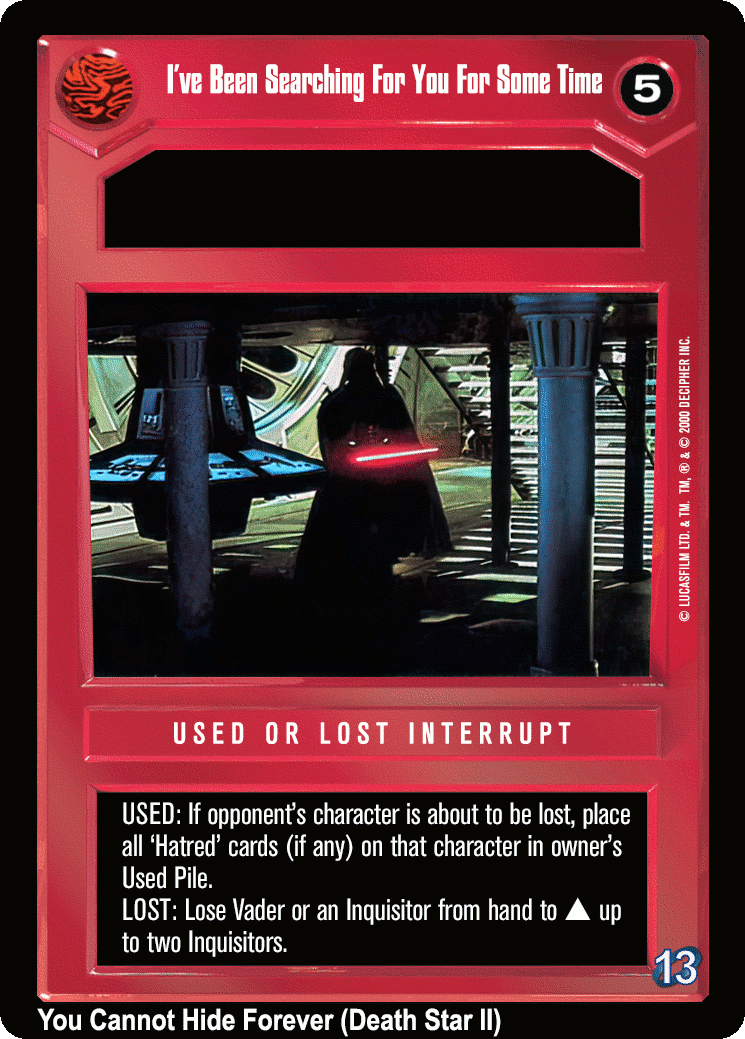 I've Been Searching For You For Some Time
5
© LUCASFILM LTD. & TM. TM, ® & © 2000 DECIPHER INC.
USED OR LOST INTERRUPT
USED: If opponent's character is about to be lost, place
all ‘Hatred’ cards (if any) on that character in owner's
Used Pile.
LOST: Lose Vader or an Inquisitor from hand to ▲ up
to two Inquisitors.
13
You Cannot Hide Forever (Death Star II)